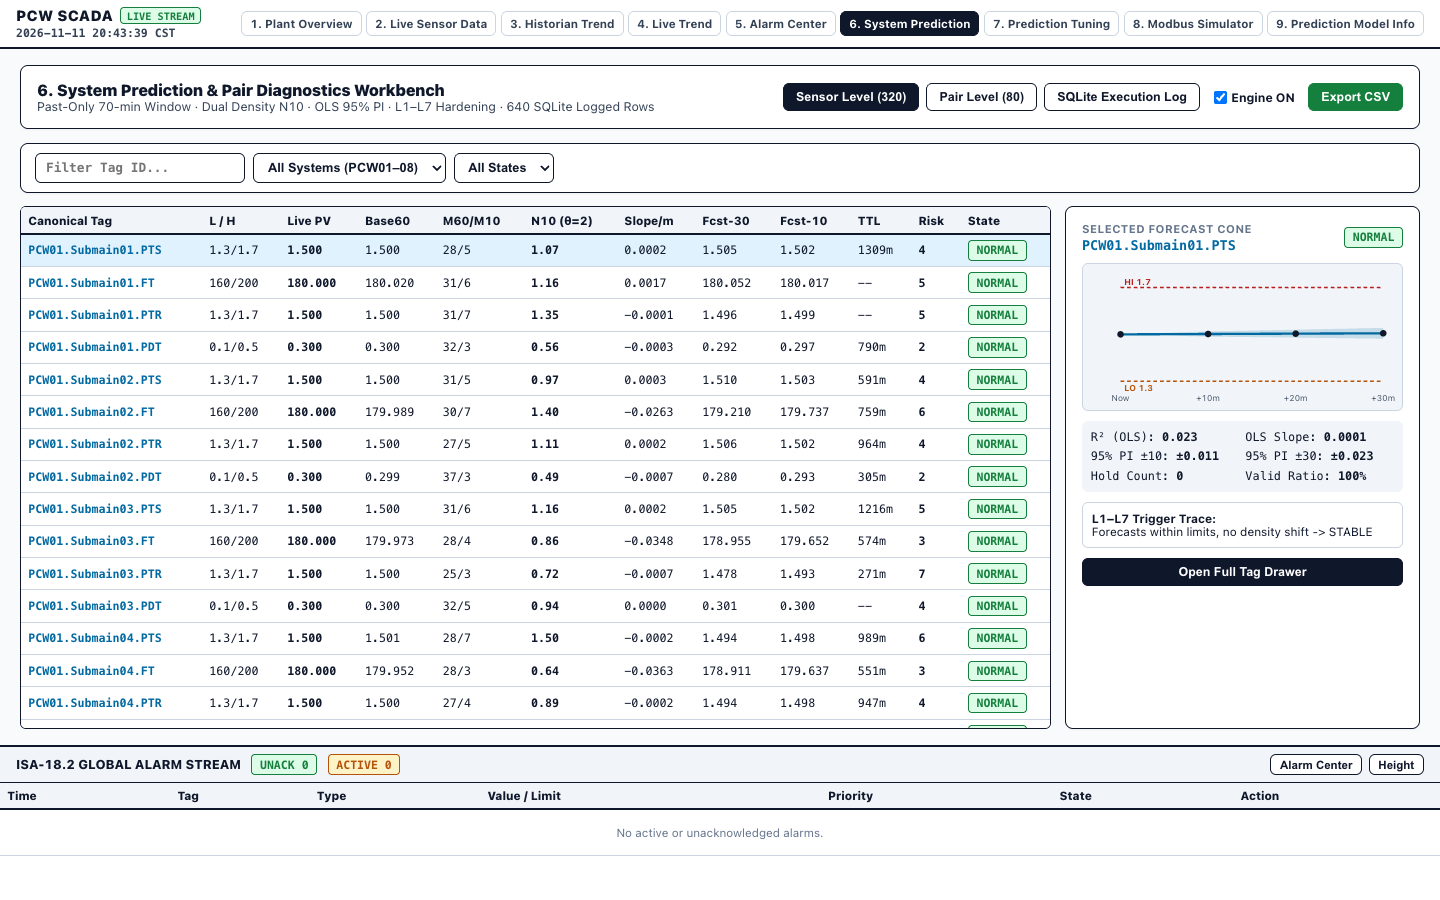 PCW SCADA LIVE STREAM
2026−11−11 20:43:39 CST
1. Plant Overview 2. Live Sensor Data 3. Historian Trend 4. Live Trend 5. Alarm Center 6. System Prediction 7. Prediction Tuning 8. Modbus Simulator 9. Prediction Model Info
6. System Prediction & Pair Diagnostics Workbench
Past-Only 70-min Window · Dual Density N10 · OLS 95% PI · L1–L7 Hardening · 640 SQLite Logged Rows
Sensor Level (320) Pair Level (80) SQLite Execution Log Engine ON Export CSV
Filter Tag ID... All Systems (PCW01–08) All States
Canonical Tag L / H Live PV Base60 M60/M10 N10 (θ=2) Slope/m Fcst-30 Fcst-10 TTL Risk State
PCW01.Submain01.PTS 1.3/1.7 1.500 1.500 28/5 1.07 0.0002 1.505 1.502 1309m 4 NORMAL
PCW01.Submain01.FT 160/200 180.000 180.020 31/6 1.16 0.0017 180.052 180.017 −− 5 NORMAL
PCW01.Submain01.PTR 1.3/1.7 1.500 1.500 31/7 1.35 −0.0001 1.496 1.499 −− 5 NORMAL
PCW01.Submain01.PDT 0.1/0.5 0.300 0.300 32/3 0.56 −0.0003 0.292 0.297 790m 2 NORMAL
PCW01.Submain02.PTS 1.3/1.7 1.500 1.500 31/5 0.97 0.0003 1.510 1.503 591m 4 NORMAL
PCW01.Submain02.FT 160/200 180.000 179.989 30/7 1.40 −0.0263 179.210 179.737 759m 6 NORMAL
PCW01.Submain02.PTR 1.3/1.7 1.500 1.500 27/5 1.11 0.0002 1.506 1.502 964m 4 NORMAL
PCW01.Submain02.PDT 0.1/0.5 0.300 0.299 37/3 0.49 −0.0007 0.280 0.293 305m 2 NORMAL
PCW01.Submain03.PTS 1.3/1.7 1.500 1.500 31/6 1.16 0.0002 1.505 1.502 1216m 5 NORMAL
PCW01.Submain03.FT 160/200 180.000 179.973 28/4 0.86 −0.0348 178.955 179.652 574m 3 NORMAL
PCW01.Submain03.PTR 1.3/1.7 1.500 1.500 25/3 0.72 −0.0007 1.478 1.493 271m 7 NORMAL
PCW01.Submain03.PDT 0.1/0.5 0.300 0.300 32/5 0.94 0.0000 0.301 0.300 −− 4 NORMAL
PCW01.Submain04.PTS 1.3/1.7 1.500 1.501 28/7 1.50 −0.0002 1.494 1.498 989m 6 NORMAL
PCW01.Submain04.FT 160/200 180.000 179.952 28/3 0.64 −0.0363 178.911 179.637 551m 3 NORMAL
PCW01.Submain04.PTR 1.3/1.7 1.500 1.500 27/4 0.89 −0.0002 1.494 1.498 947m 4 NORMAL
SELECTED FORECAST CONE
PCW01.Submain01.PTS NORMAL
HI 1.7
LO 1.3
Now +10m +20m +30m
R² (OLS): 0.023 OLS Slope: 0.0001
95% PI ±10: ±0.011 95% PI ±30: ±0.023
Hold Count: 0 Valid Ratio: 100%
L1–L7 Trigger Trace:
Forecasts within limits, no density shift -> STABLE
Open Full Tag Drawer
ISA-18.2 GLOBAL ALARM STREAM UNACK 0 ACTIVE 0 Alarm Center Height
Time Tag Type Value / Limit Priority State Action
No active or unacknowledged alarms.